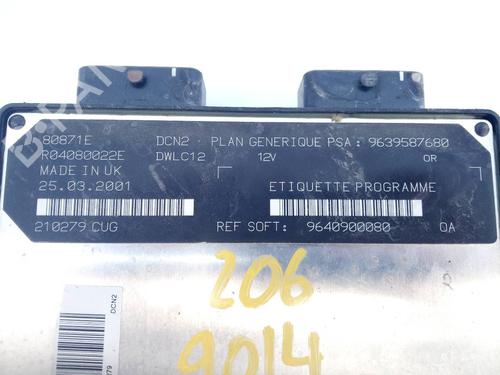 80871E DCN2 - PLAN GENERIQUE PSA : 9639587680
R04080022E DWLC12 12V OR
MADE IN UK
25.03.2001 ETIQUETTE PROGRAMME
210279 CUG REF SOFT: 9640900080 0A
206
9014
DCN2